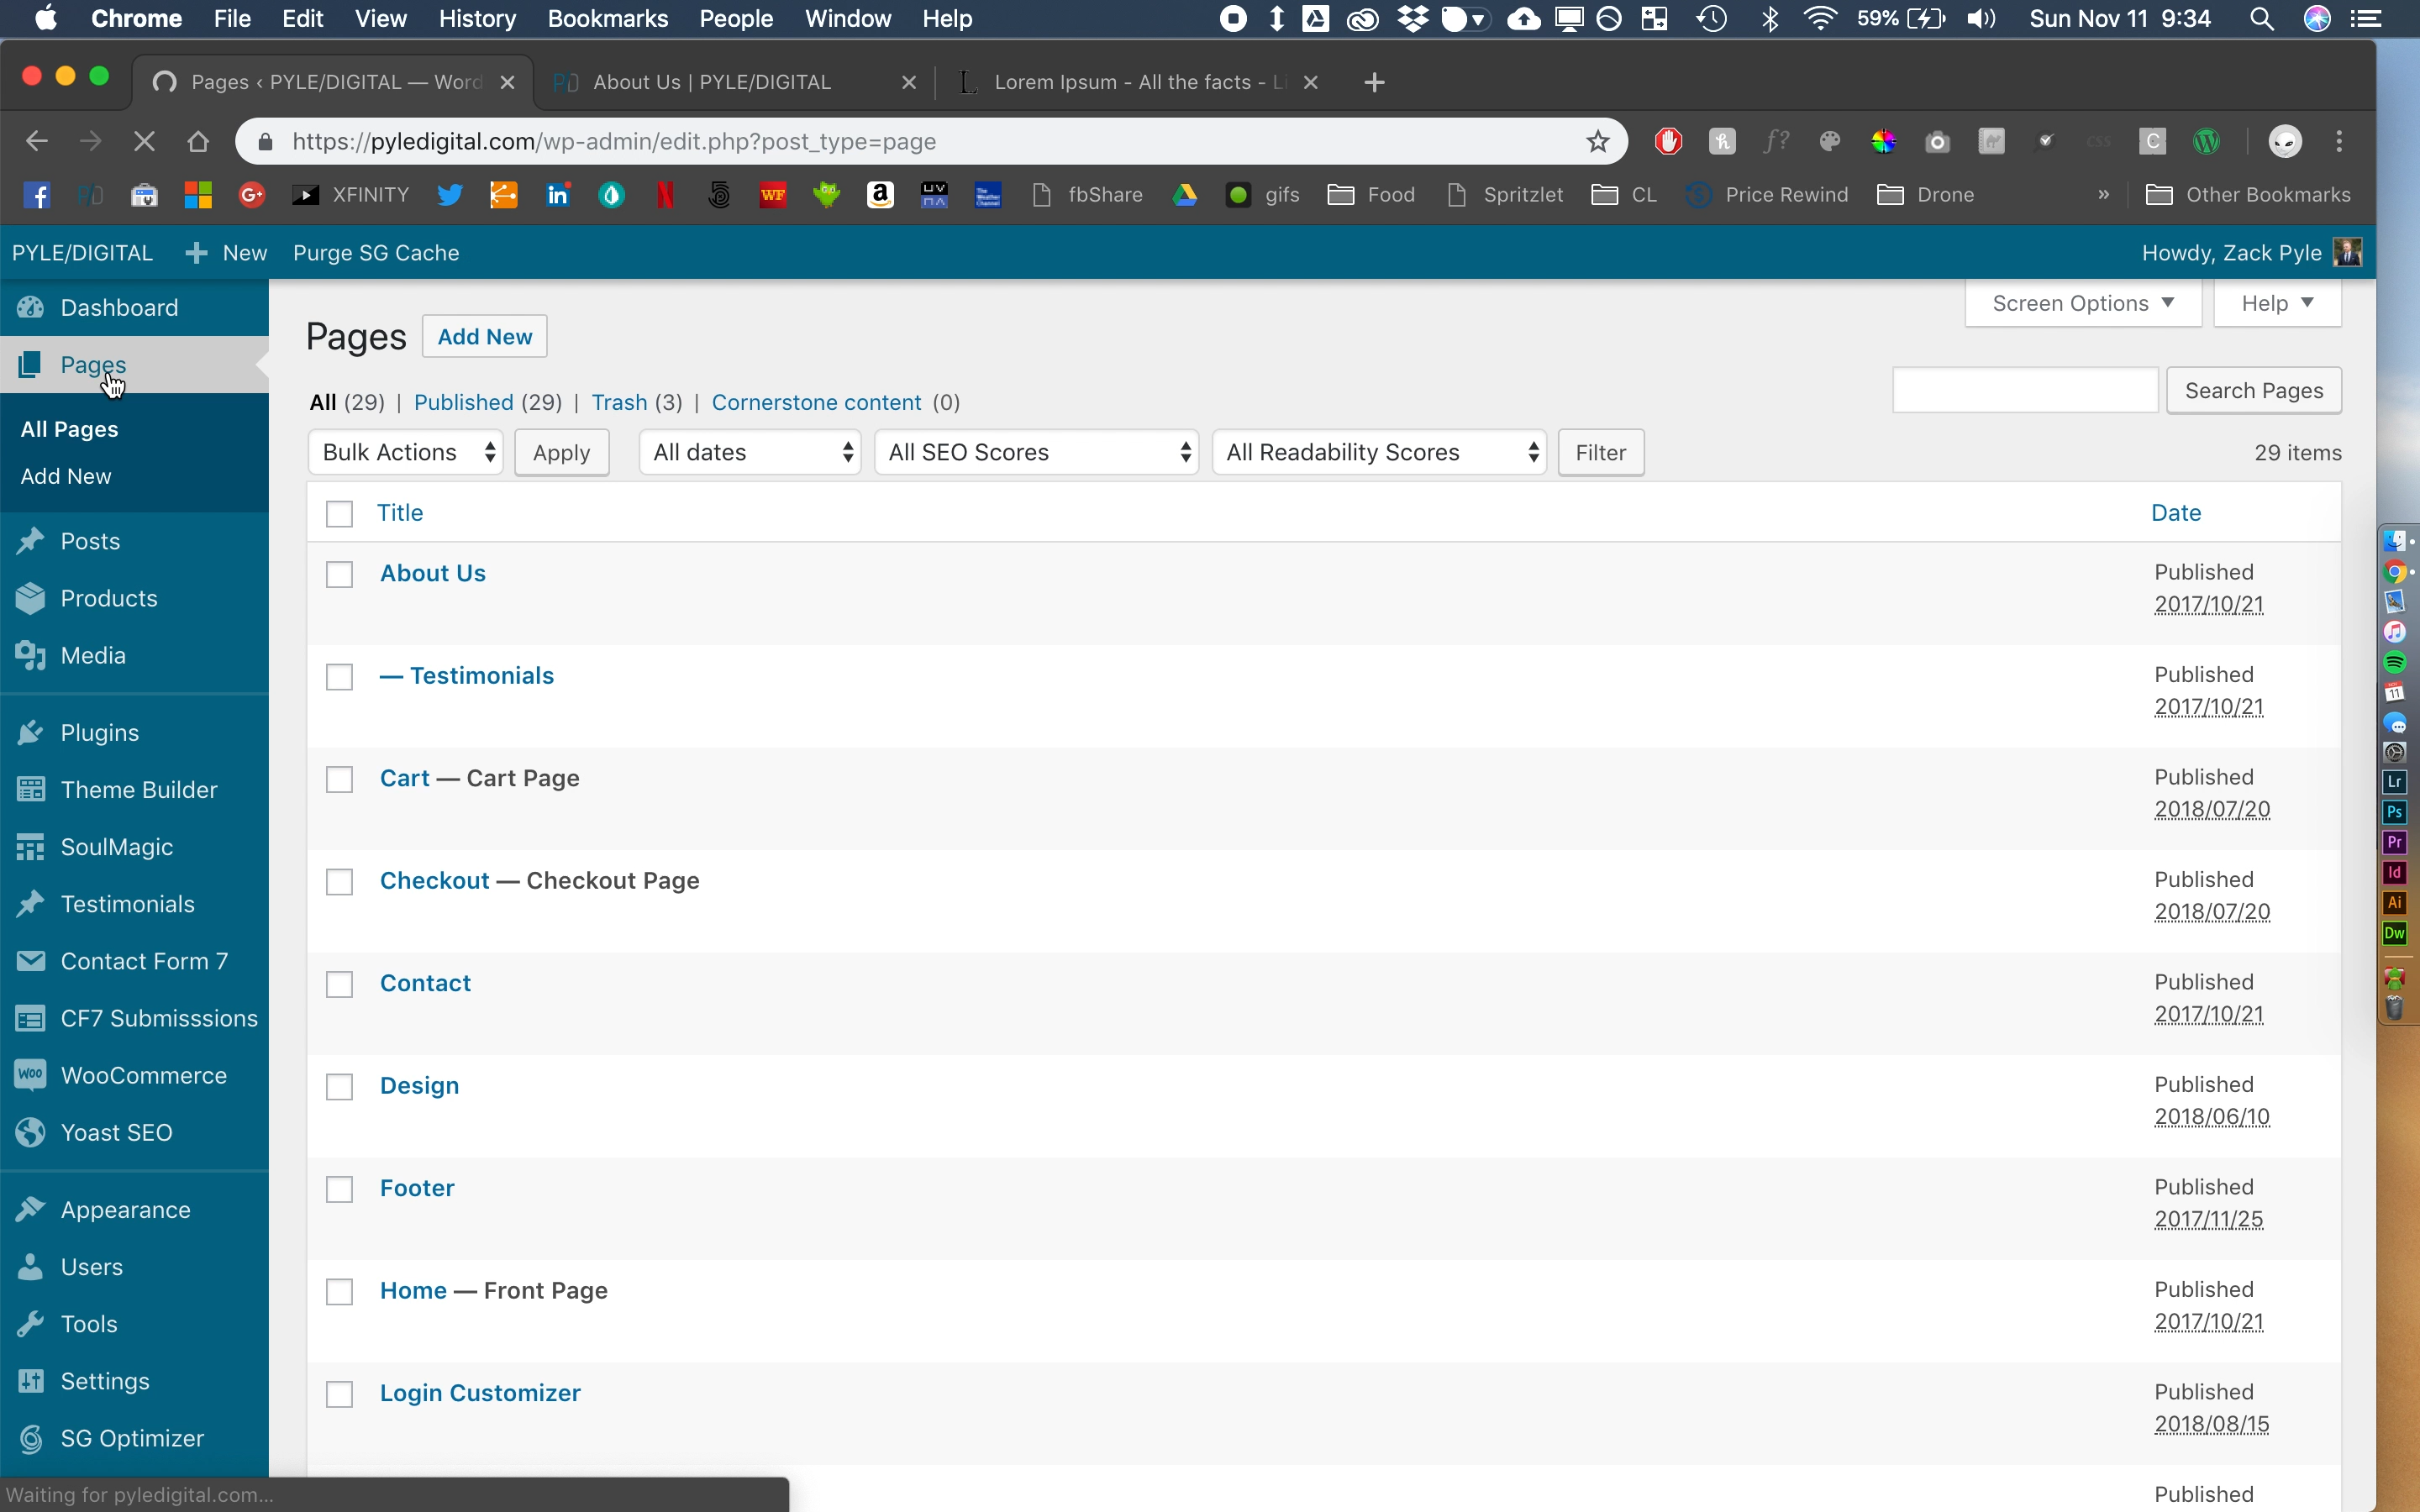 Chrome File Edit View History Bookmarks People Window Help 59% Sun Nov 11 9:34
Pages ‹ PYLE/DIGITAL — Word About Us | PYLE/DIGITAL Lorem Ipsum - All the facts - Li
https://pyledigital.com/wp-admin/edit.php?post_type=page
XFINITY fbShare gifs Food Spritzlet CL Price Rewind Drone » Other Bookmarks
PYLE/DIGITAL New Purge SG Cache Howdy, Zack Pyle
Dashboard
Pages
All Pages
Add New
Posts
Products
Media
Plugins
Theme Builder
SoulMagic
Testimonials
Contact Form 7
CF7 Submisssions
WooCommerce
Yoast SEO
Appearance
Users
Tools
Settings
SG Optimizer
Screen Options Help
Pages Add New
All (29) | Published (29) | Trash (3) | Cornerstone content (0)
Search Pages
Bulk Actions Apply All dates All SEO Scores All Readability Scores Filter 29 items
Title Date
About Us Published
2017/10/21
— Testimonials Published
2017/10/21
Cart — Cart Page Published
2018/07/20
Checkout — Checkout Page Published
2018/07/20
Contact Published
2017/10/21
Design Published
2018/06/10
Footer Published
2017/11/25
Home — Front Page Published
2017/10/21
Login Customizer Published
2018/08/15
Published
Waiting for pyledigital.com...
Lr
Ps
Pr
Id
Ai
Dw